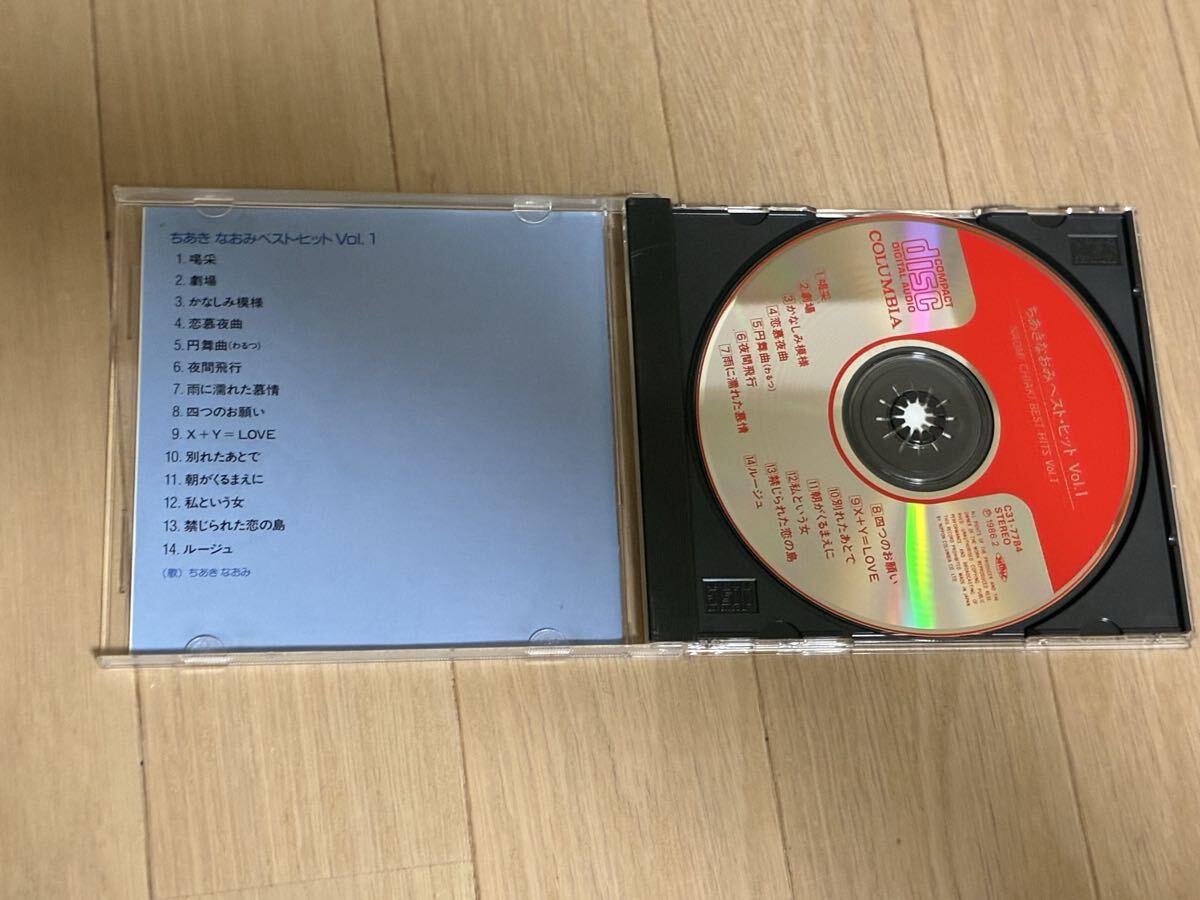 ちあき なおみベスト・ヒット Vol. 1
1. 喝采
2. 劇場
3. かなしみ模様
4. 恋慕夜曲
5. 円舞曲(わるつ)
6. 夜間飛行
7. 雨に濡れた慕情
8. 四つのお願い
9. X+Y=LOVE
10. 別れたあとで
11. 朝がくるまえに
12. 私という女
13. 禁じられた恋の島
14. ルージュ
(歌) ちあき なおみ
COMPACT
disc
DIGITAL AUDIO
COLUMBIA
1 喝采
2 劇場
3 かなしみ模様
4 恋慕夜曲
5 円舞曲(わるつ)
6 夜間飛行
7 雨に濡れた慕情
8 四つのお願い
9 X+Y=LOVE
10 別れたあとで
11 朝がくるまえに
12 私という女
13 禁じられた恋の島
14 ルージュ
ちあきなおみ ベスト・ヒット Vol.1
NAOMI CHIAKI BEST HITS Vol.1
C31-7784
STEREO
Ⓟ1986.2